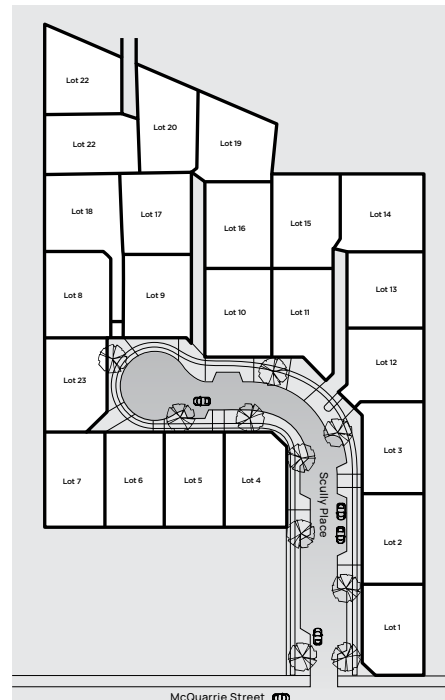 Lot 22
Lot 20
Lot 19
Lot 22
Lot 18
Lot 17
Lot 16
Lot 15
Lot 14
Lot 8
Lot 9
Lot 10
Lot 11
Lot 13
Lot 12
Lot 23
Lot 7
Lot 6
Lot 5
Lot 4
Lot 3
Scully Place
Lot 2
Lot 1
McQuarrie Street